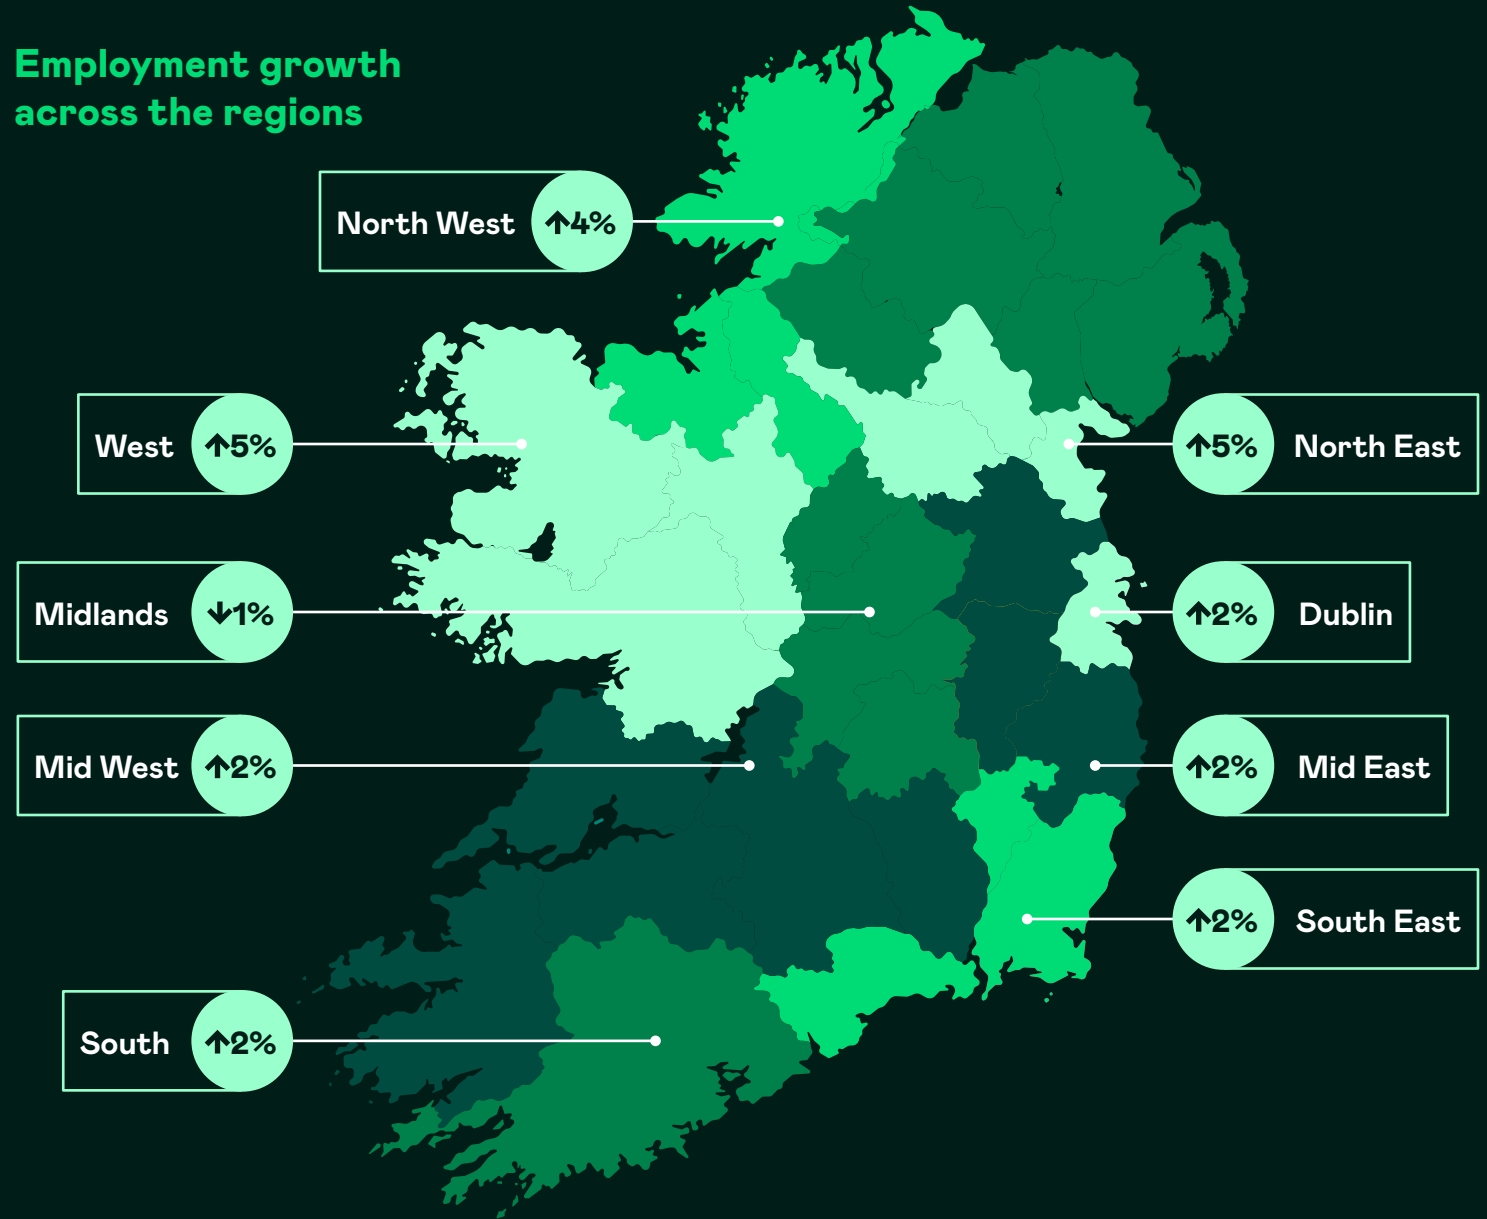 Employment growth
across the regions
North West ↑4%
West ↑5%
↑5% North East
Midlands ↓1%
↑2% Dublin
Mid West ↑2%
↑2% Mid East
↑2% South East
South ↑2%